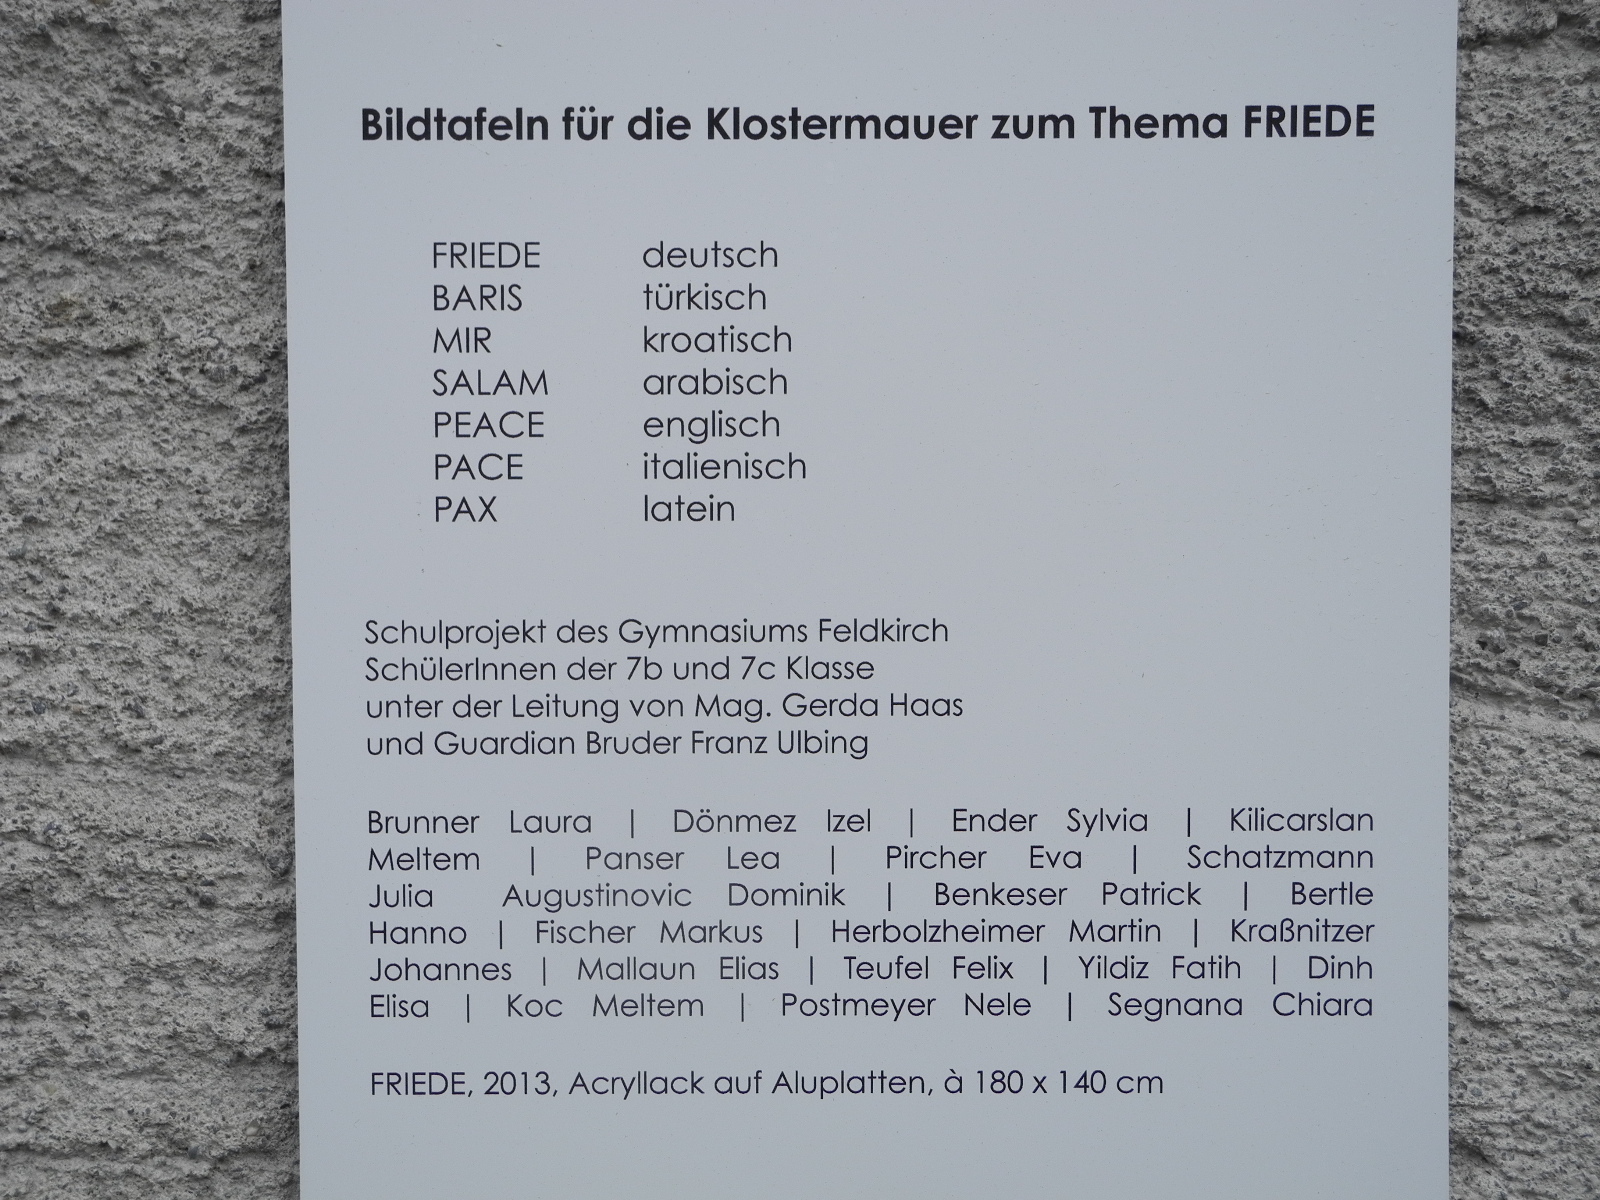 Bildtafeln für die Klostermauer zum Thema FRIEDE
FRIEDE deutsch
BARIS türkisch
MIR kroatisch
SALAM arabisch
PEACE englisch
PACE italienisch
PAX latein
Schulprojekt des Gymnasiums Feldkirch
SchülerInnen der 7b und 7c Klasse
unter der Leitung von Mag. Gerda Haas
und Guardian Bruder Franz Ulbing
Brunner Laura | Dönmez Izel | Ender Sylvia | Kilicarslan
Meltem | Panser Lea | Pircher Eva | Schatzmann
Julia Augustinovic Dominik | Benkeser Patrick | Bertle
Hanno | Fischer Markus | Herbolzheimer Martin | Kraßnitzer
Johannes | Mallaun Elias | Teufel Felix | Yildiz Fatih | Dinh
Elisa | Koc Meltem | Postmeyer Nele | Segnana Chiara
FRIEDE, 2013, Acryllack auf Aluplatten, à 180 x 140 cm